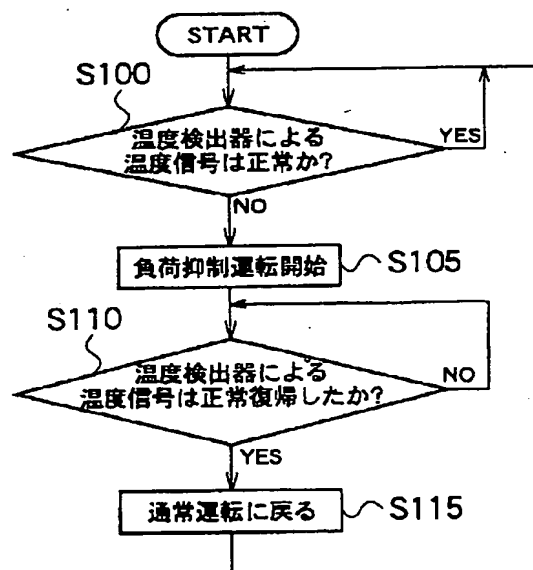 START
S100
温度検出器による
温度信号は正常か?
YES
NO
負荷抑制運転開始
S105
S110
温度検出器による
温度信号は正常復帰したか?
NO
YES
通常運転に戻る
S115